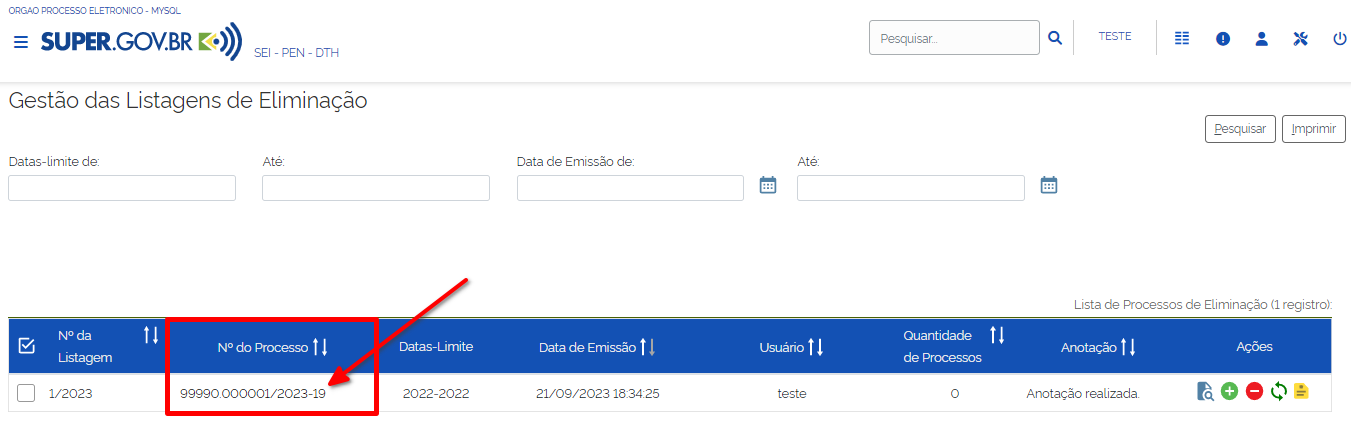 ORGAO PROCESSO ELETRONICO - MYSQL
SUPER.GOV.BR
SEI - PEN - DTH
Pesquisar...
TESTE
Gestão das Listagens de Eliminação
Pesquisar Imprimir
Datas-limite de: Até: Data de Emissão de: Até:
Lista de Processos de Eliminação (1 registro):
Nº da Listagem Nº do Processo Datas-Limite Data de Emissão Usuário Quantidade de Processos Anotação Ações
1/2023 99990.000001/2023-19 2022-2022 21/09/2023 18:34:25 teste 0 Anotação realizada.